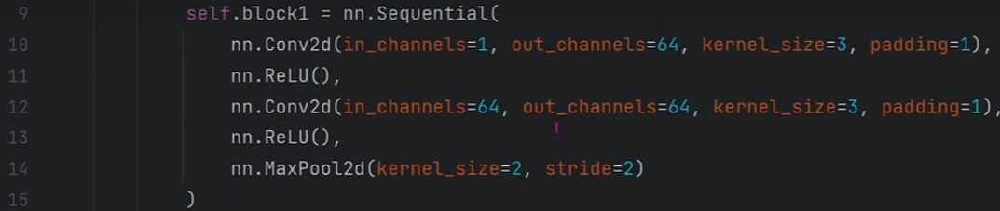 9 self.block1 = nn.Sequential(
10 nn.Conv2d(in_channels=1, out_channels=64, kernel_size=3, padding=1),
11 nn.ReLU(),
12 nn.Conv2d(in_channels=64, out_channels=64, kernel_size=3, padding=1),
13 nn.ReLU(),
14 nn.MaxPool2d(kernel_size=2, stride=2)
15 )